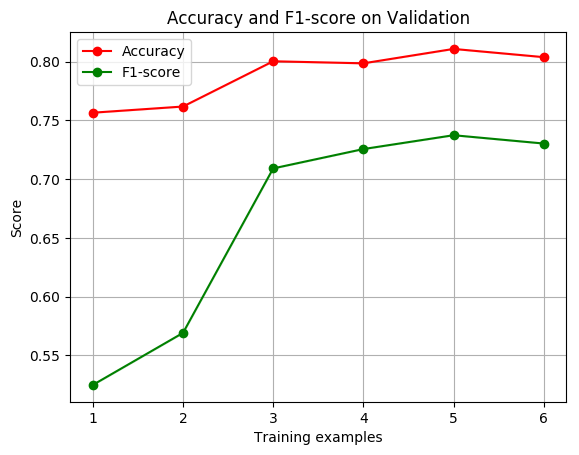 Accuracy and F1-score on Validation
Accuracy
F1-score
0.80
0.75
0.70
0.65
0.60
0.55
Score
1 2 3 4 5 6
Training examples